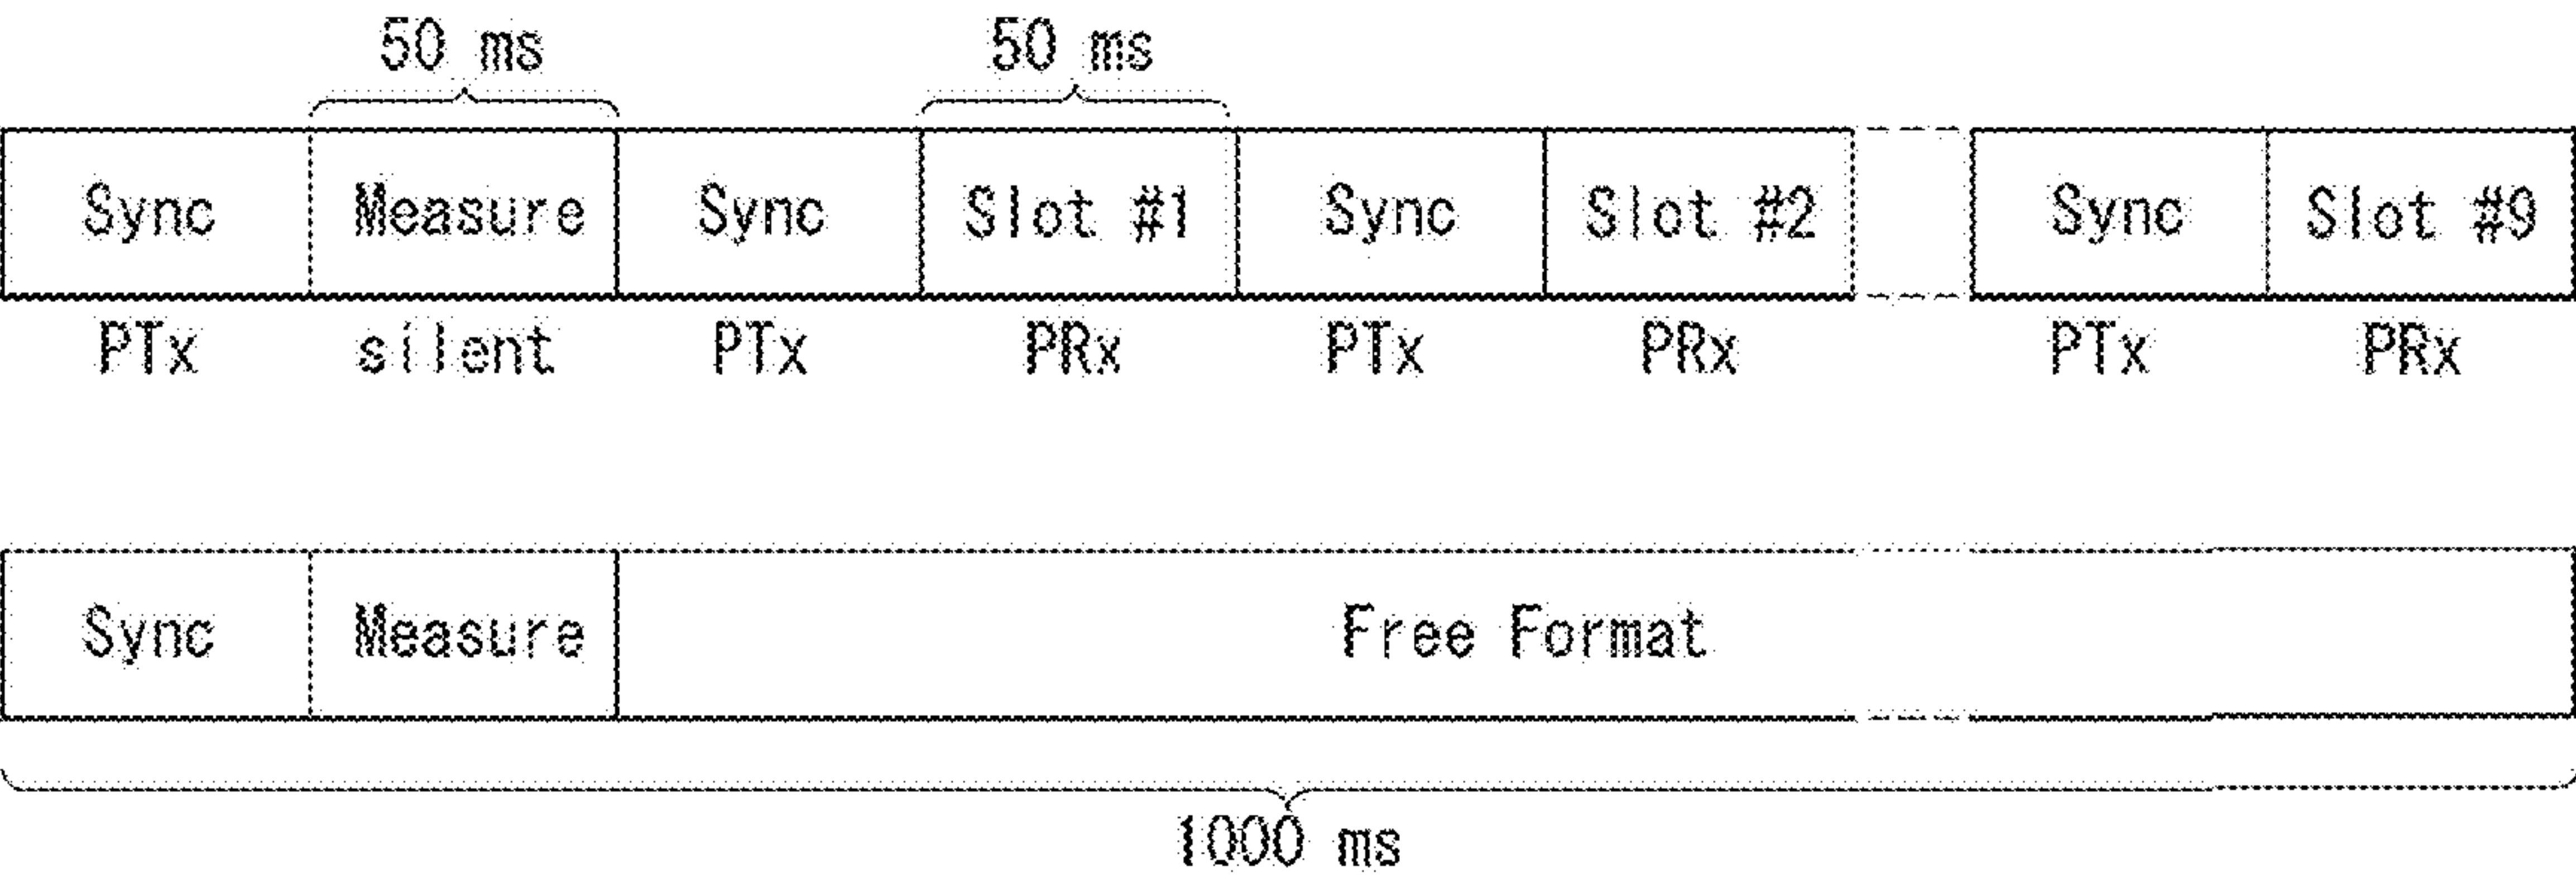 50 ms 50 ms
Sync Measure Sync Slot #1 Sync Slot #2 Sync Slot #9
PTx silent PTx PRx PTx PRx PTx PRx
Sync Measure Free Format
1000 ms